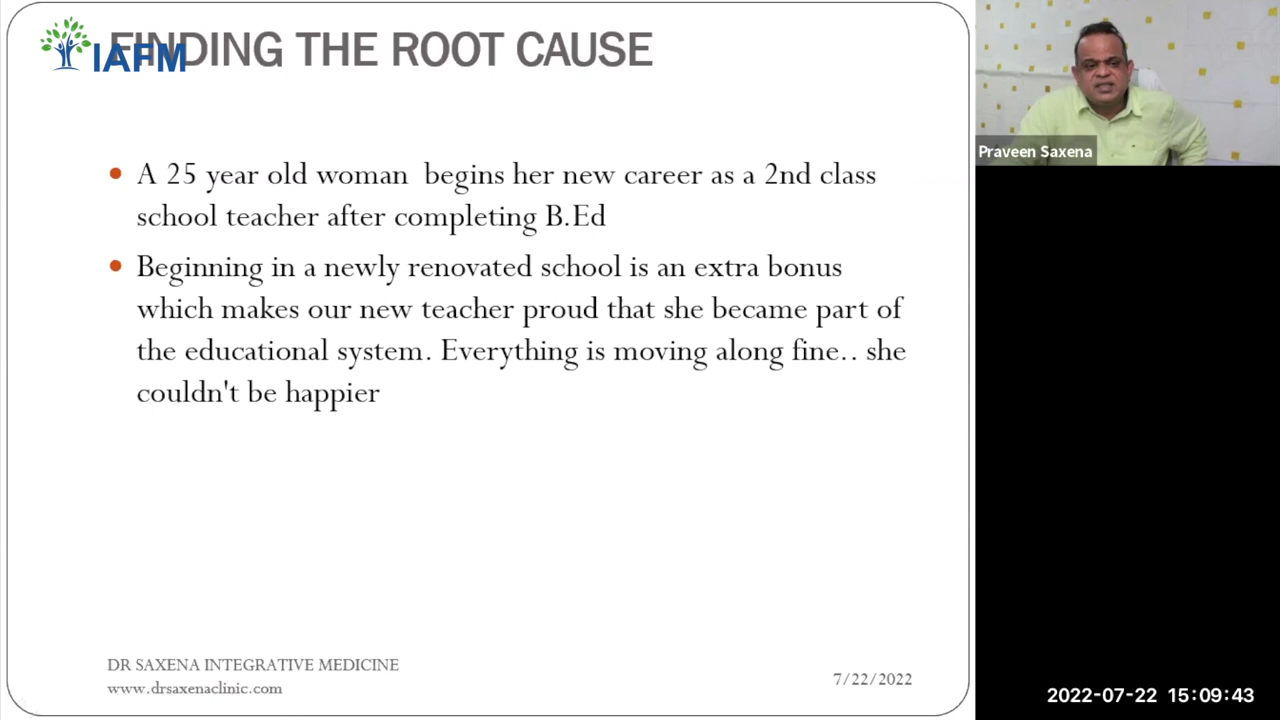 FINDING THE ROOT CAUSE
IAFM
A 25 year old woman begins her new career as a 2nd class
school teacher after completing B.Ed
Beginning in a newly renovated school is an extra bonus
which makes our new teacher proud that she became part of
the educational system. Everything is moving along fine.. she
couldn't be happier
DR SAXENA INTEGRATIVE MEDICINE
www.drsaxenaclinic.com
7/22/2022
Praveen Saxena
2022-07-22 15:09:43